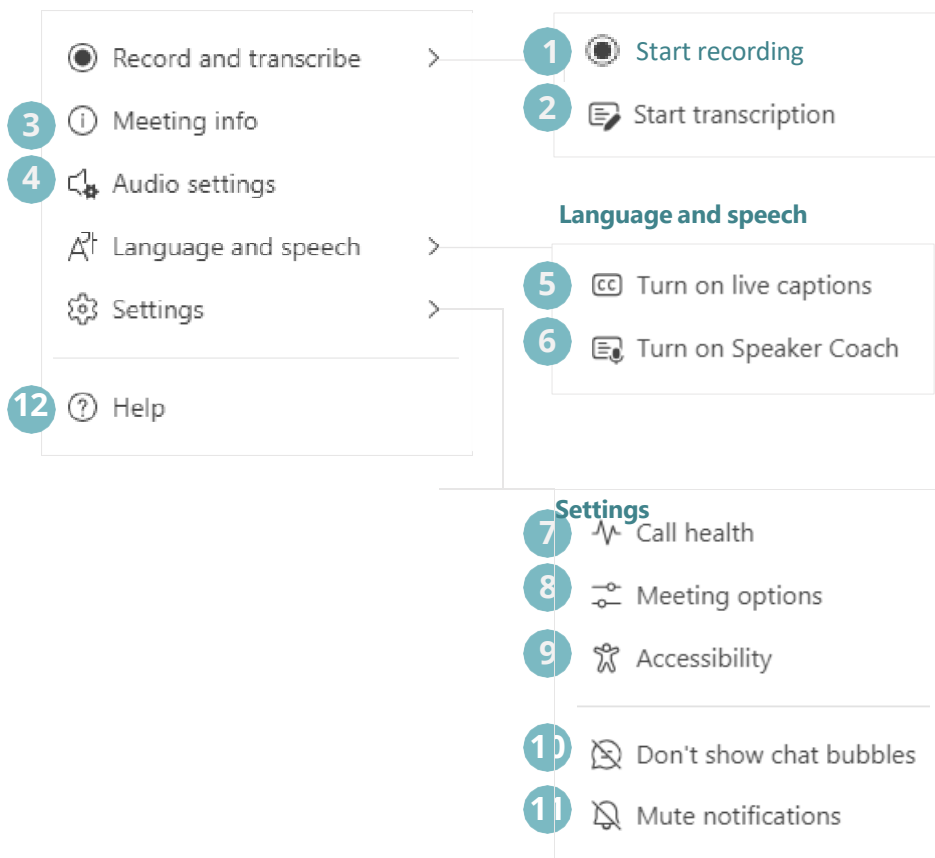 Record and transcribe
3 Meeting info
4 Audio settings
Language and speech
Settings
12 Help
1 Start recording
2 Start transcription
Language and speech
5 CC Turn on live captions
6 Turn on Speaker Coach
Settings
7 Call health
8 Meeting options
9 Accessibility
10 Don't show chat bubbles
11 Mute notifications